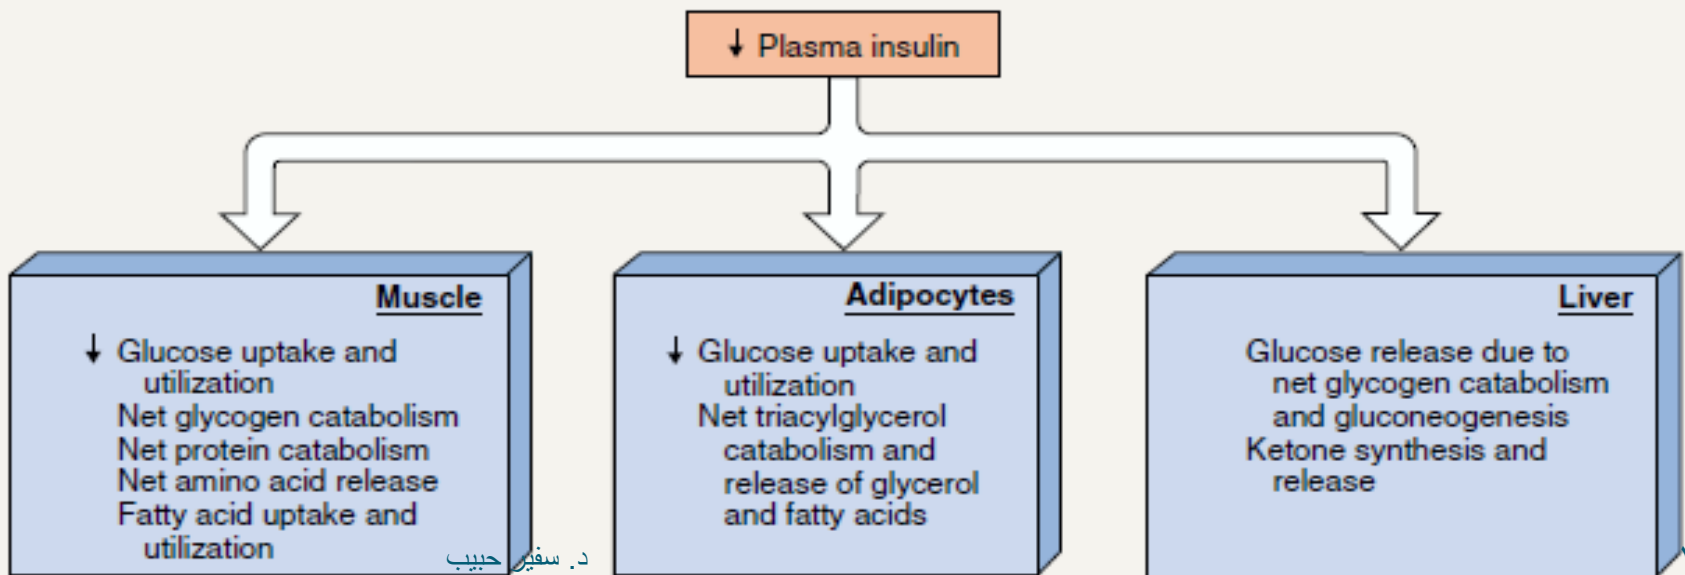 ↓ Plasma insulin
Muscle
↓ Glucose uptake and
utilization
Net glycogen catabolism
Net protein catabolism
Net amino acid release
Fatty acid uptake and
utilization
Adipocytes
↓ Glucose uptake and
utilization
Net triacylglycerol
catabolism and
release of glycerol
and fatty acids
Liver
Glucose release due to
net glycogen catabolism
and gluconeogenesis
Ketone synthesis and
release
د. سفير حبيب